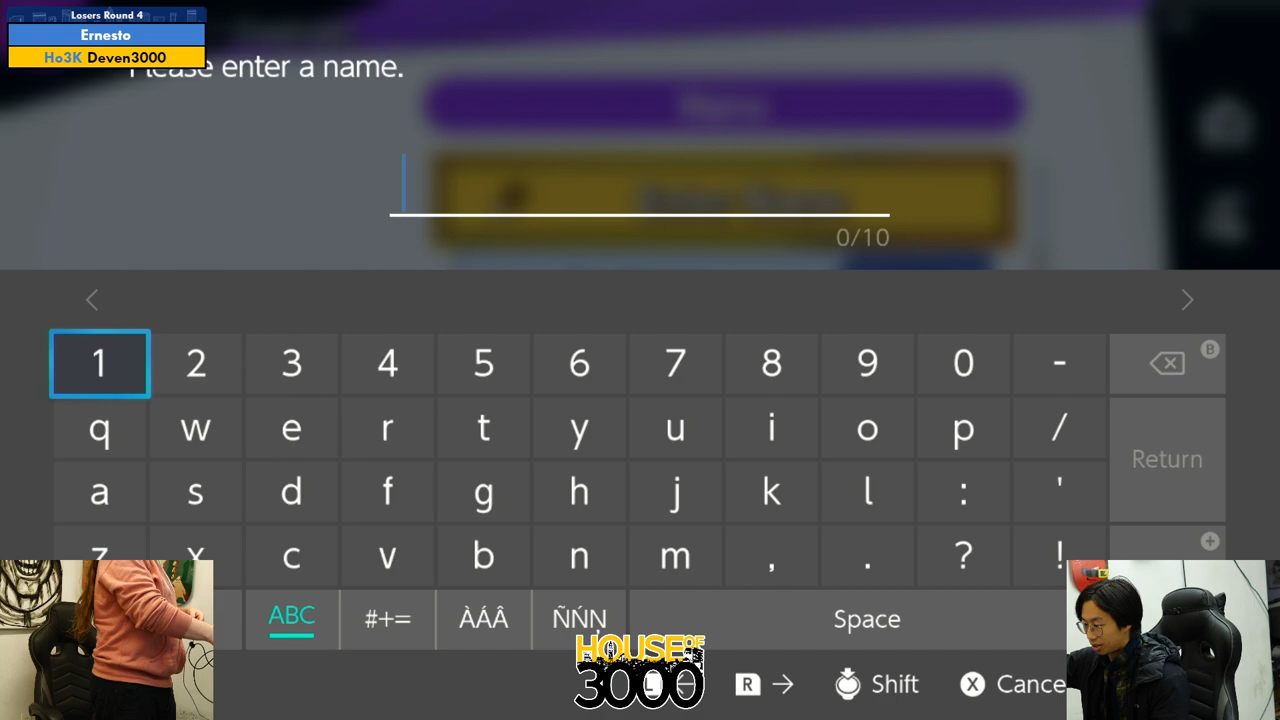 Losers Round 4
Ernesto
Ho3K Deven3000
Please enter a name.
0/10
1 2 3 4 5 6 7 8 9 0 -
B
q w e r t y u i o p /
Return
a s d f g h j k l : '
z x c v b n m , . ? !
ABC #+= ÀÁÂ ÑŃŅ Space
HOUSE OF
3000
R → Shift X Cance